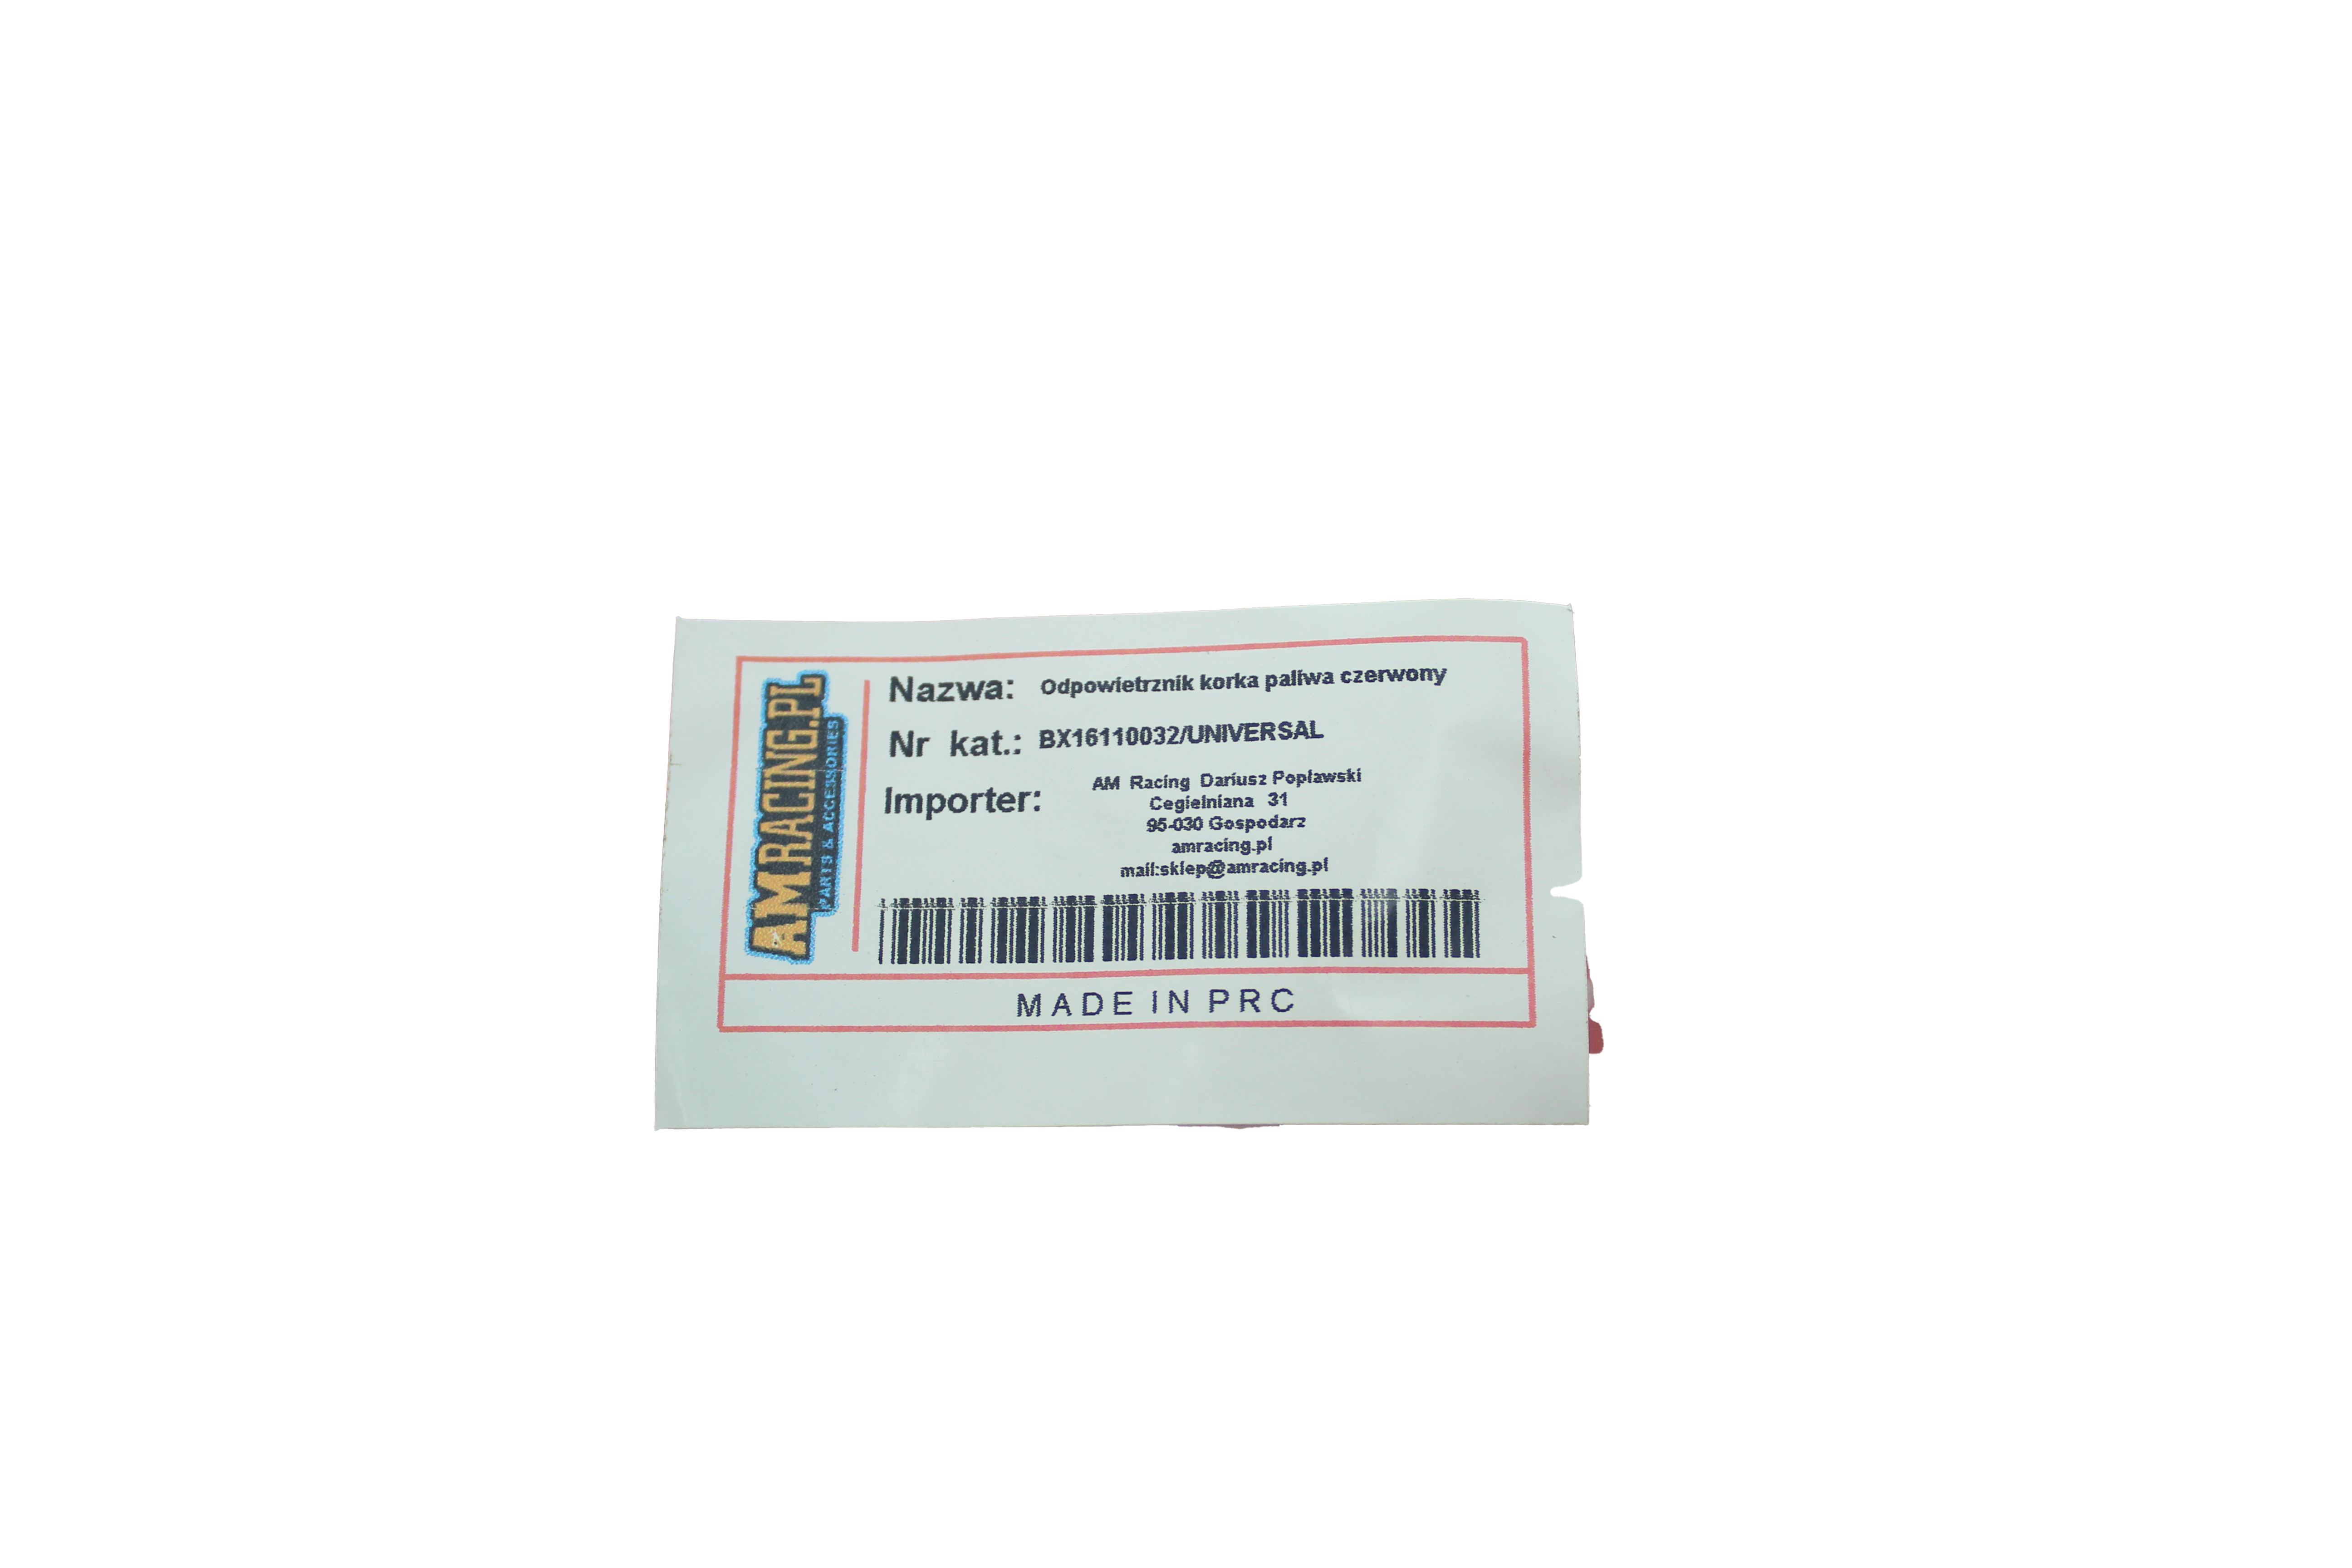 AMRACING.PL
PARTS & ACCESSORIES
Nazwa: Odpowietrznik korka paliwa czerwony
Nr kat.: BX16110032/UNIVERSAL
Importer: AM Racing Dariusz Popławski
Cegielniana 31
95-030 Gospodarz
amracing.pl
mail:sklep@amracing.pl
MADE IN PRC